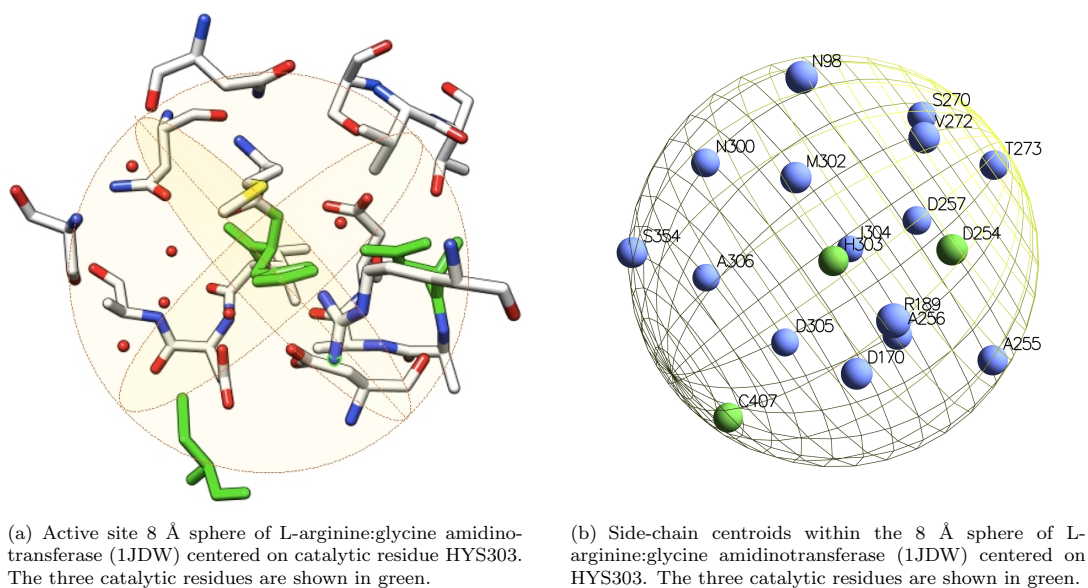 N98
S270
V272
T273
N300
M302
D257
D254
I304
H303
S354
A306
R189
A256
D305
A255
D170
C407
(a) Active site 8 Å sphere of L-arginine:glycine amidino-
transferase (1JDW) centered on catalytic residue HYS303.
The three catalytic residues are shown in green.
(b) Side-chain centroids within the 8 Å sphere of L-
arginine:glycine amidinotransferase (1JDW) centered on
HYS303. The three catalytic residues are shown in green.